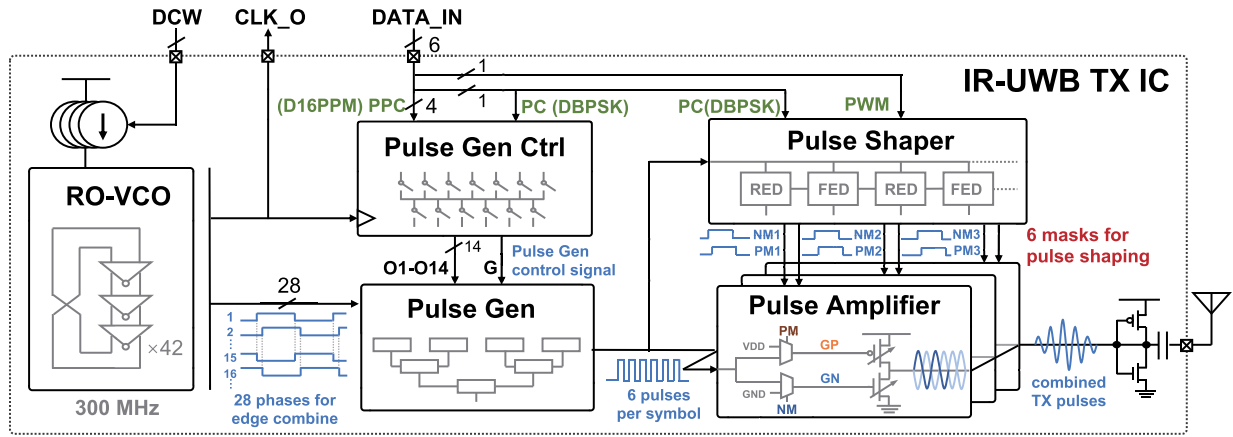 DCW
CLK_O
DATA_IN
6
1
1
4
IR-UWB TX IC
(D16PPM) PPC
PC (DBPSK)
PC(DBPSK)
PWM
Pulse Gen Ctrl
Pulse Shaper
RED
FED
RED
FED
RO-VCO
×42
300 MHz
14
O1-O14
G
Pulse Gen
control signal
NM1
PM1
NM2
PM2
NM3
PM3
6 masks for
pulse shaping
28
1
2
15
16
28 phases for
edge combine
Pulse Gen
6 pulses
per symbol
Pulse Amplifier
PM
VDD
GP
GND
GN
NM
combined
TX pulses